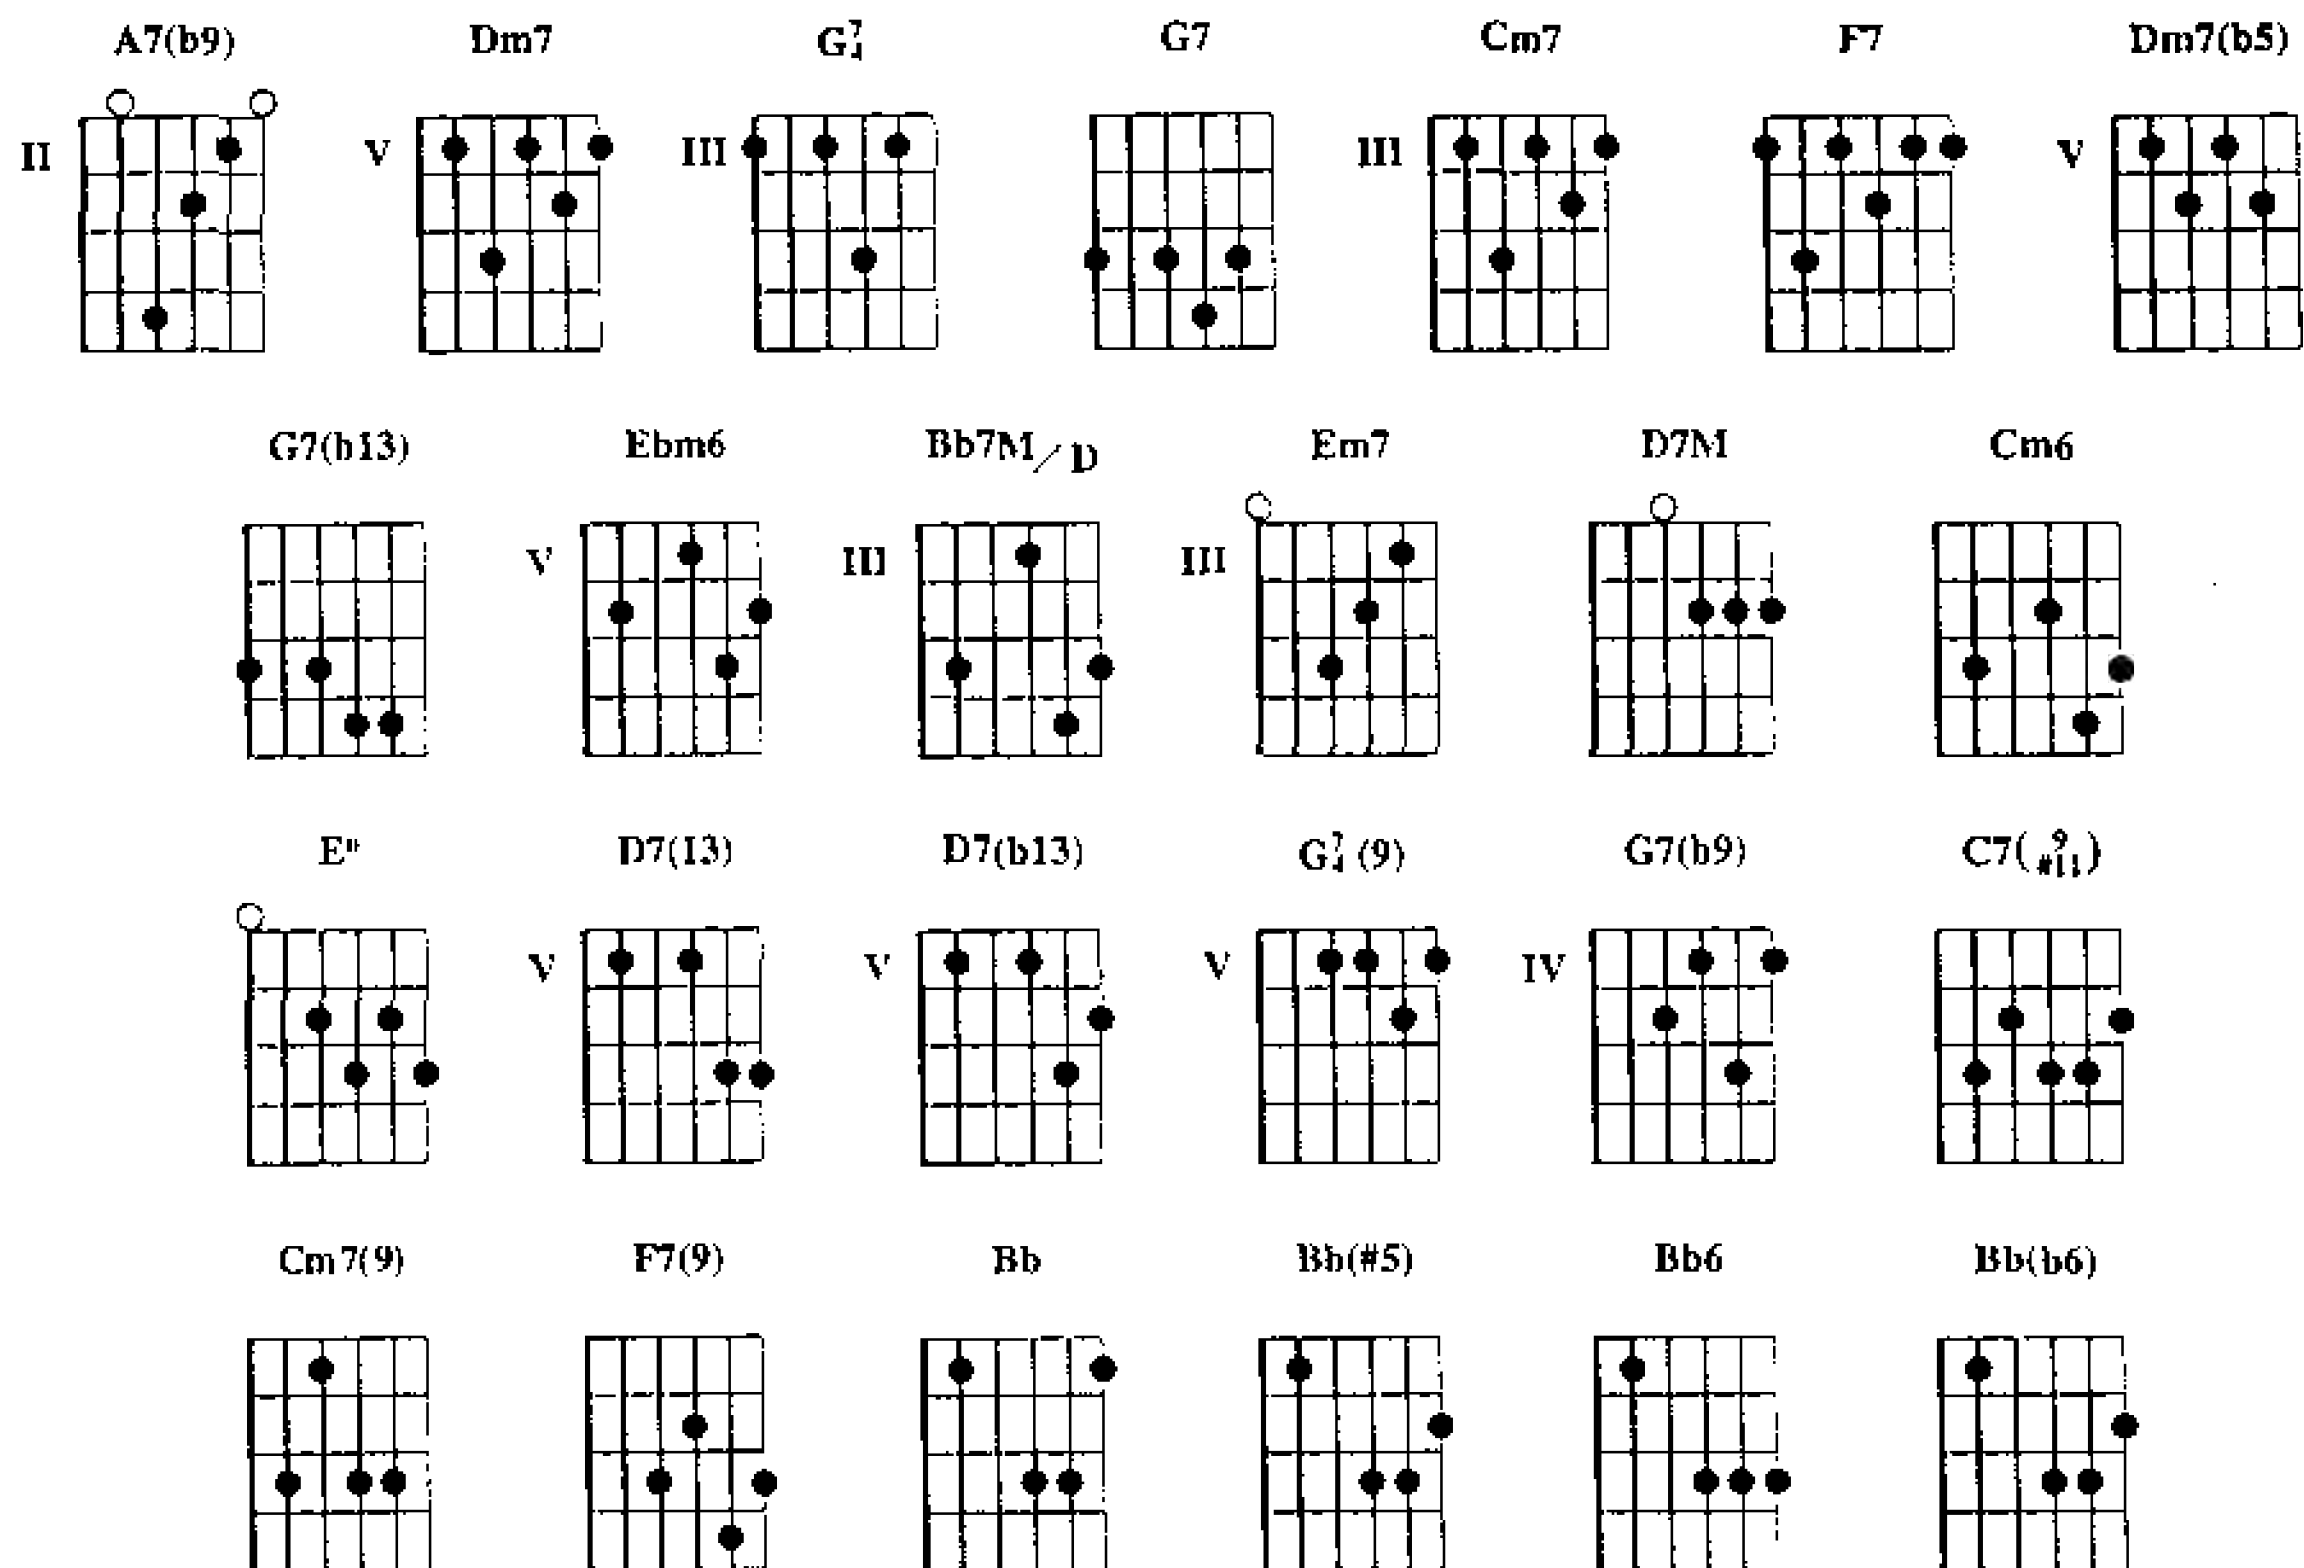 A7(b9) Dm7 G7/4 G7 Cm7 F7 Dm7(b5)
II V III III V
G7(b13) Ebm6 Bb7M/D Em7 D7M Cm6
V III III
Eº D7(13) D7(b13) G7/4(9) G7(b9) C7(9/#11)
V V V IV
Cm7(9) F7(9) Bb Bb(#5) Bb6 Bb(b6)